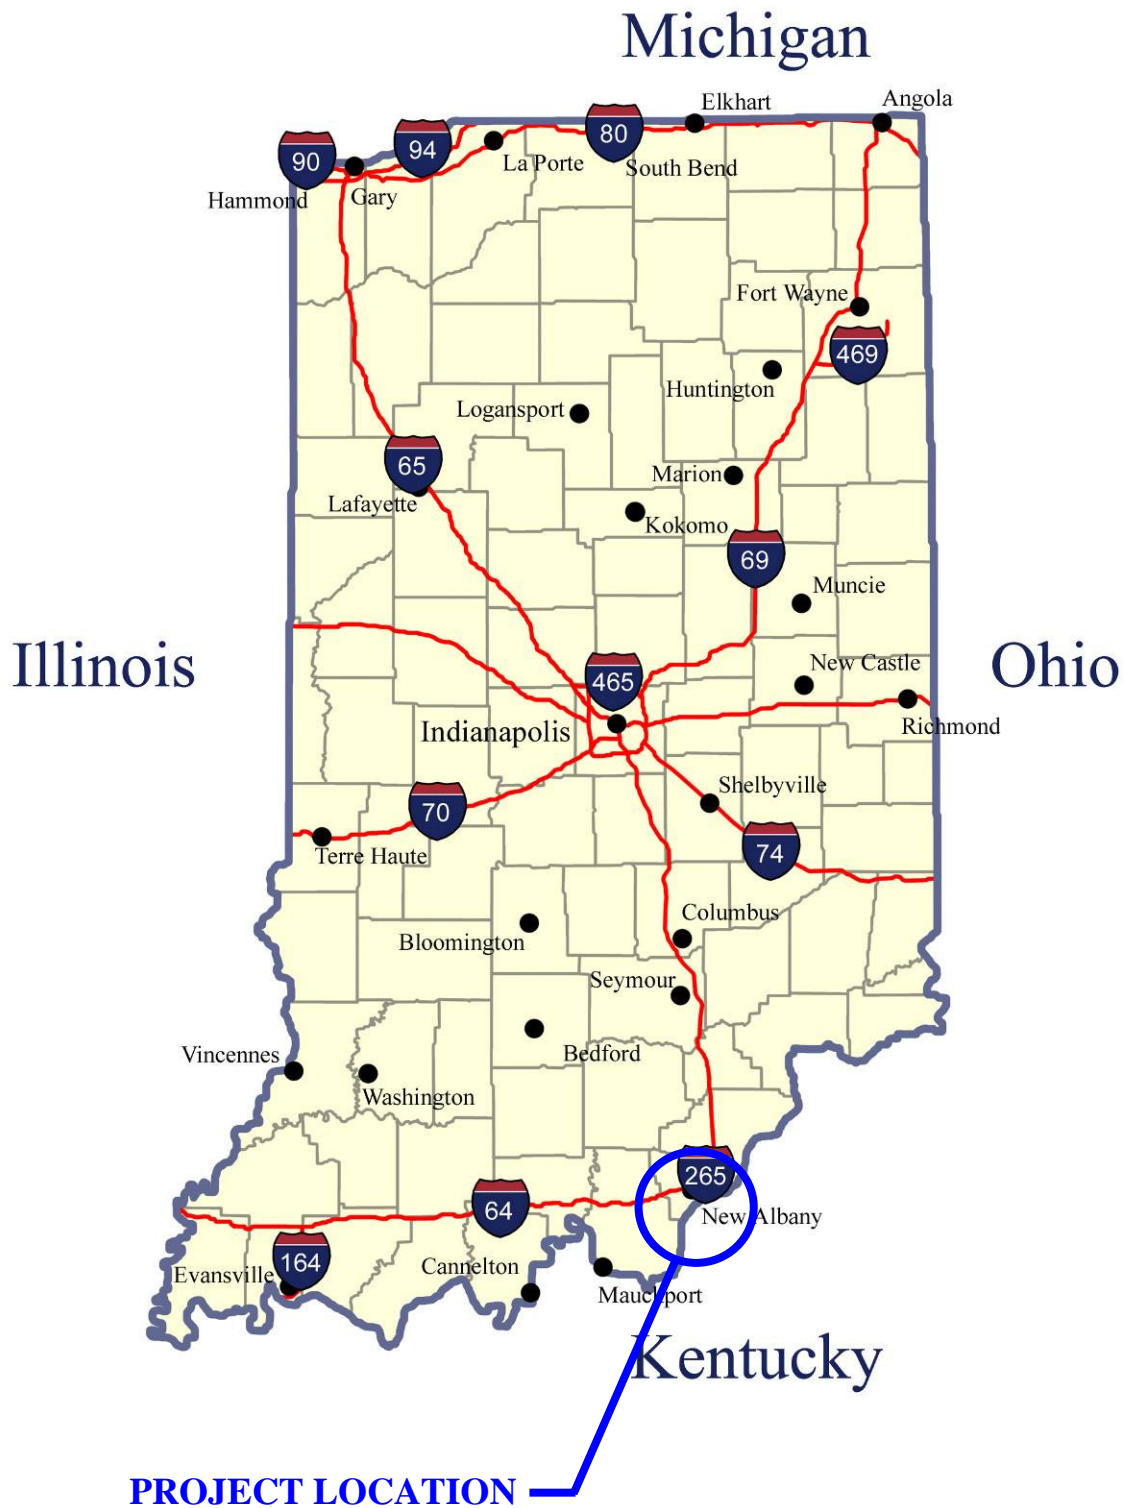 Michigan
Elkhart
Angola
90
94
80
La Porte
South Bend
Hammond
Gary
Fort Wayne
469
Huntington
Logansport
65
Marion
Lafayette
Kokomo
69
Muncie
Illinois
Ohio
New Castle
465
Indianapolis
Richmond
Shelbyville
70
74
Terre Haute
Columbus
Bloomington
Seymour
Vincennes
Bedford
Washington
265
64
New Albany
164
Evansville
Cannelton
Mauckport
Kentucky
PROJECT LOCATION